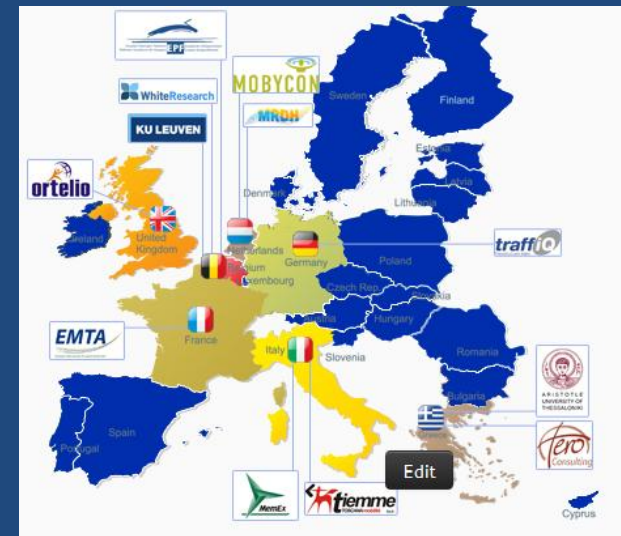 EPF
WhiteResearch
MOBYCON
KU LEUVEN
MRDH
ortelio
Sweden
Finland
Estonia
Latvia
Lithuania
Denmark
Ireland
United
Kingdom
Netherlands
Belgium
Luxembourg
Germany
Poland
traffiQ
Czech Rep.
Slovakia
Austria
Hungary
EMTA
France
Italy
Slovenia
Romania
Bulgaria
Portugal
Spain
ARISTOTLE
UNIVERSITY OF
THESSALONIKI
Tero
Consulting
Edit
MemEx
tiemme
TOSCANA mobilità
Cyprus